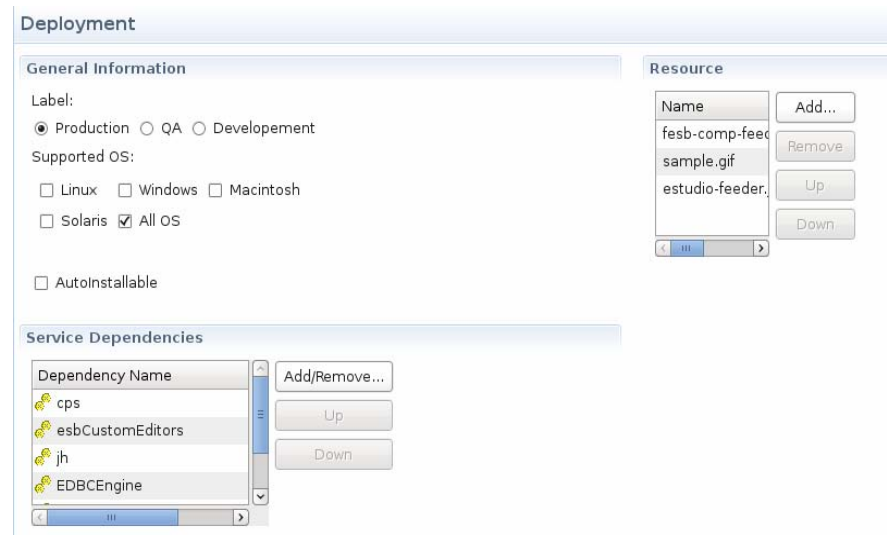 Deployment
General Information
Label:
Production QA Developement
Supported OS:
Linux Windows Macintosh
Solaris All OS
AutoInstallable
Resource
Name
fesb-comp-feed
sample.gif
estudio-feeder.
Add...
Remove
Up
Down
Service Dependencies
Dependency Name
cps
esbCustomEditors
jh
EDBCEngine
Add/Remove...
Up
Down